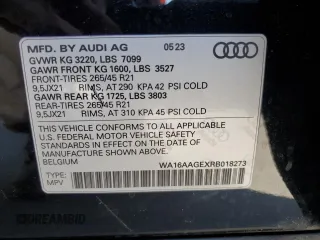 MFD. BY AUDI AG 05 23
GVWR KG 3220, LBS 7099
GAWR FRONT KG 1600, LBS 3527
FRONT-TIRES 265/45 R21
9,5JX21 RIMS, AT 290 KPA 42 PSI COLD
GAWR REAR KG 1725, LBS 3803
REAR-TIRES 265/45 R21
9,5JX21 RIMS, AT 310 KPA 45 PSI COLD
THIS VEHICLE CONFORMS TO ALL APPLICABLE
U.S. FEDERAL MOTOR VEHICLE SAFETY
STANDARDS IN EFFECT ON THE DATE OF
MANUFACTURE SHOWN ABOVE.
BELGIUM WA16AAGEXRB018273
TYPE:
MPV
DREAMBID